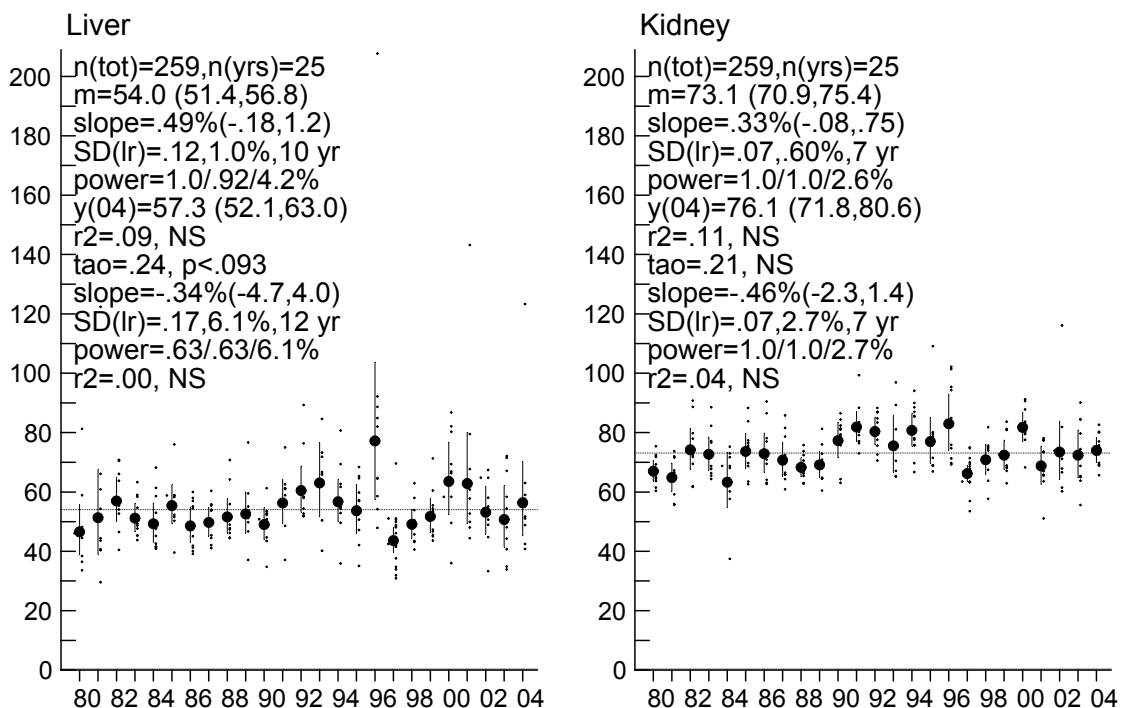 Liver
n(tot)=259,n(yrs)=25
m=54.0 (51.4,56.8)
slope=.49%(-.18,1.2)
SD(lr)=.12,1.0%,10 yr
power=1.0/.92/4.2%
y(04)=57.3 (52.1,63.0)
r2=.09, NS
tao=.24, p<.093
slope=-.34%(-4.7,4.0)
SD(lr)=.17,6.1%,12 yr
power=.63/.63/6.1%
r2=.00, NS
200
180
160
140
120
100
80
60
40
20
0
80 82 84 86 88 90 92 94 96 98 00 02 04
Kidney
n(tot)=259,n(yrs)=25
m=73.1 (70.9,75.4)
slope=.33%(-.08,.75)
SD(lr)=.07,.60%,7 yr
power=1.0/1.0/2.6%
y(04)=76.1 (71.8,80.6)
r2=.11, NS
tao=.21, NS
slope=-.46%(-2.3,1.4)
SD(lr)=.07,2.7%,7 yr
power=1.0/1.0/2.7%
r2=.04, NS
200
180
160
140
120
100
80
60
40
20
0
80 82 84 86 88 90 92 94 96 98 00 02 04